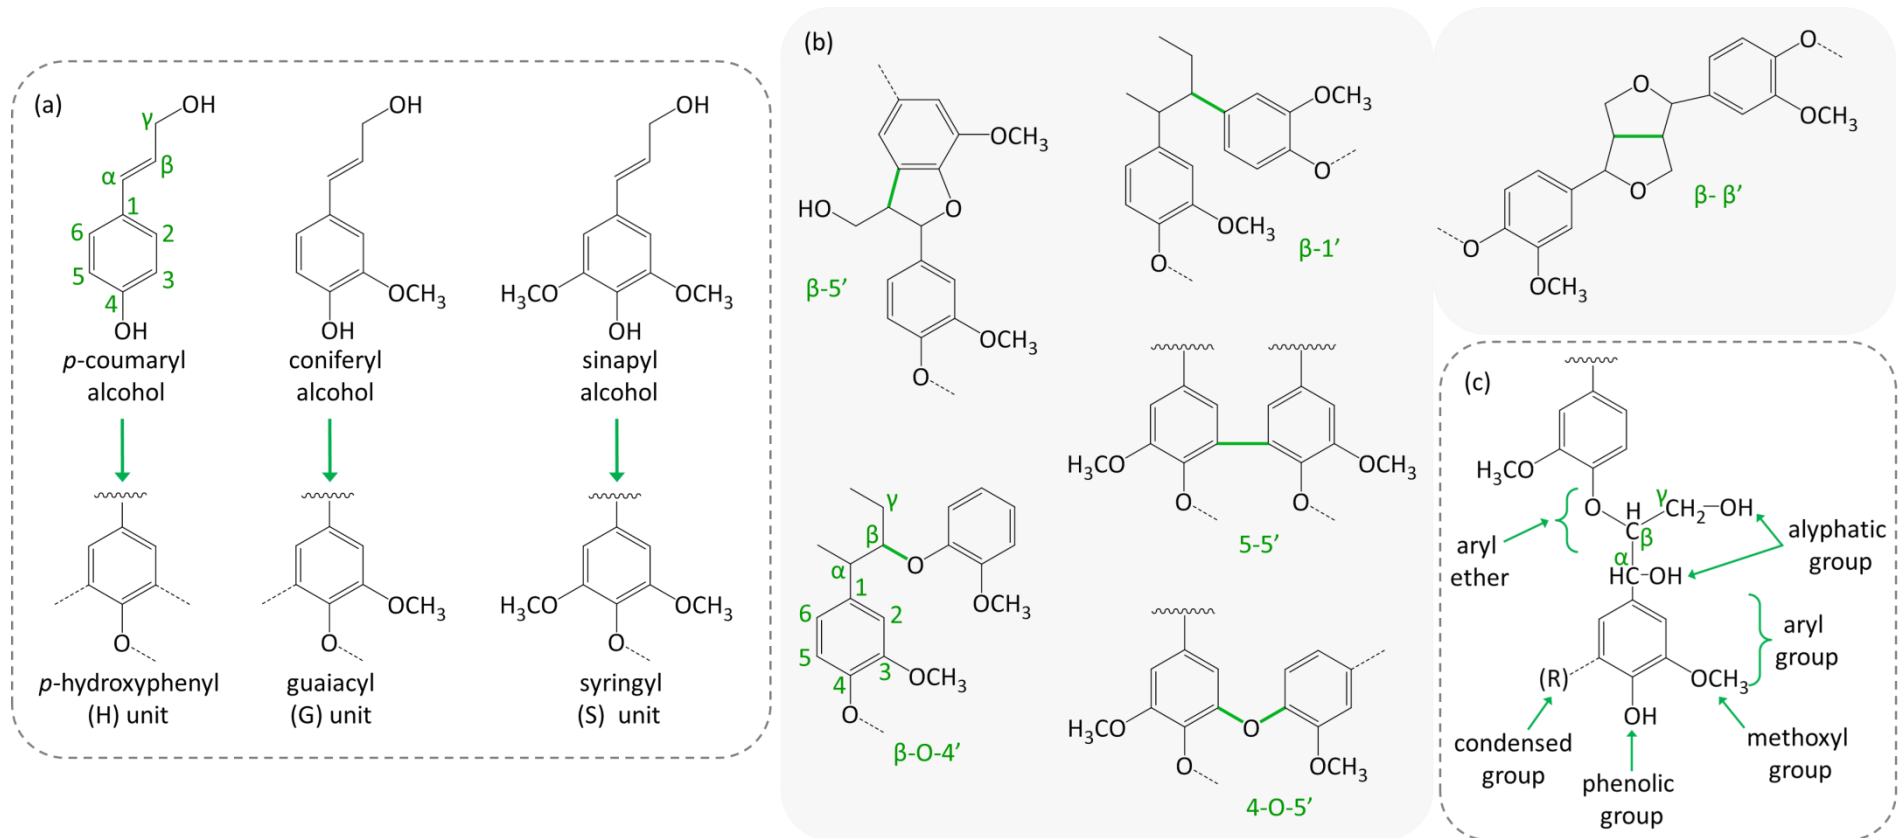 (a)
OH
γ
β
α
1
6
2
5
3
4
OH
p-coumaryl
alcohol
OH
OCH3
OH
coniferyl
alcohol
OH
H3CO
OCH3
OH
sinapyl
alcohol
O
p-hydroxyphenyl
(H) unit
OCH3
O
guaiacyl
(G) unit
H3CO
OCH3
O
syringyl
(S) unit
(b)
OCH3
HO
O
β-5’
OCH3
O
OCH3
O
OCH3
β-1’
O
O
O
OCH3
β- β’
O
O
OCH3
γ
β
O
α
1
OCH3
6
2
5
3
4
OCH3
O
β-O-4’
H3CO
OCH3
O
O
5-5’
H3CO
O
O
OCH3
4-O-5’
(c)
H3CO
O
H
γ
CH2–OH
C
β
aryl
ether
α
HC–OH
alyphatic
group
aryl
group
(R)
OCH3
OH
condensed
group
phenolic
group
methoxyl
group